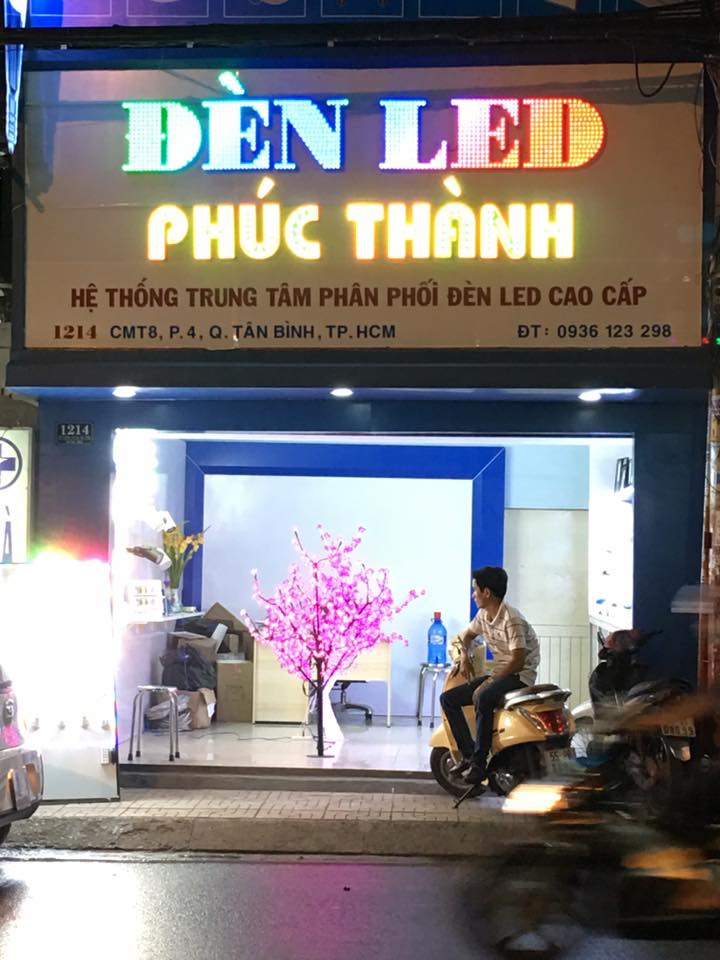 ĐÈN LED
PHÚC THÀNH
HỆ THỐNG TRUNG TÂM PHÂN PHỐI ĐÈN LED CAO CẤP
1214 CMT8, P.4, Q. TÂN BÌNH, TP. HCM
ĐT: 0936 123 298
1214